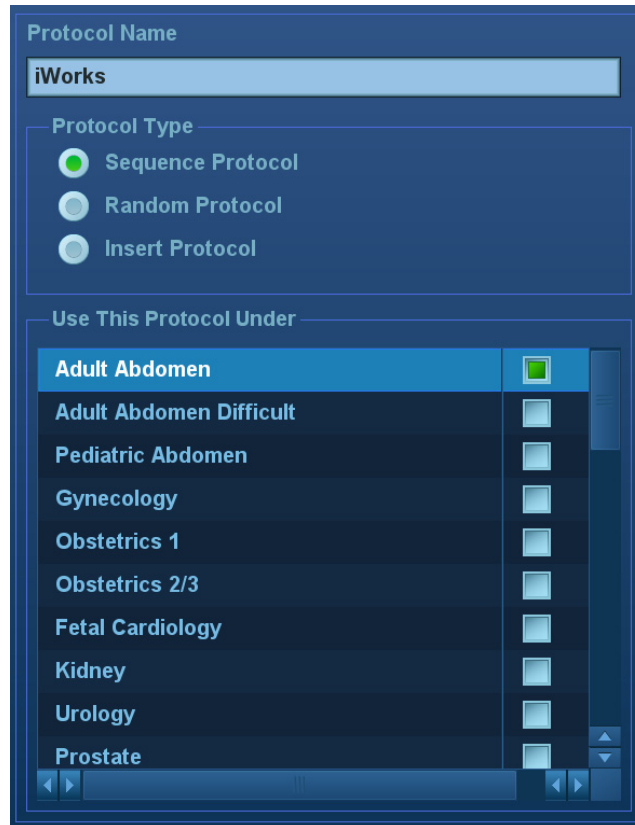 Protocol Name
iWorks
Protocol Type
Sequence Protocol
Random Protocol
Insert Protocol
Use This Protocol Under
Adult Abdomen
Adult Abdomen Difficult
Pediatric Abdomen
Gynecology
Obstetrics 1
Obstetrics 2/3
Fetal Cardiology
Kidney
Urology
Prostate